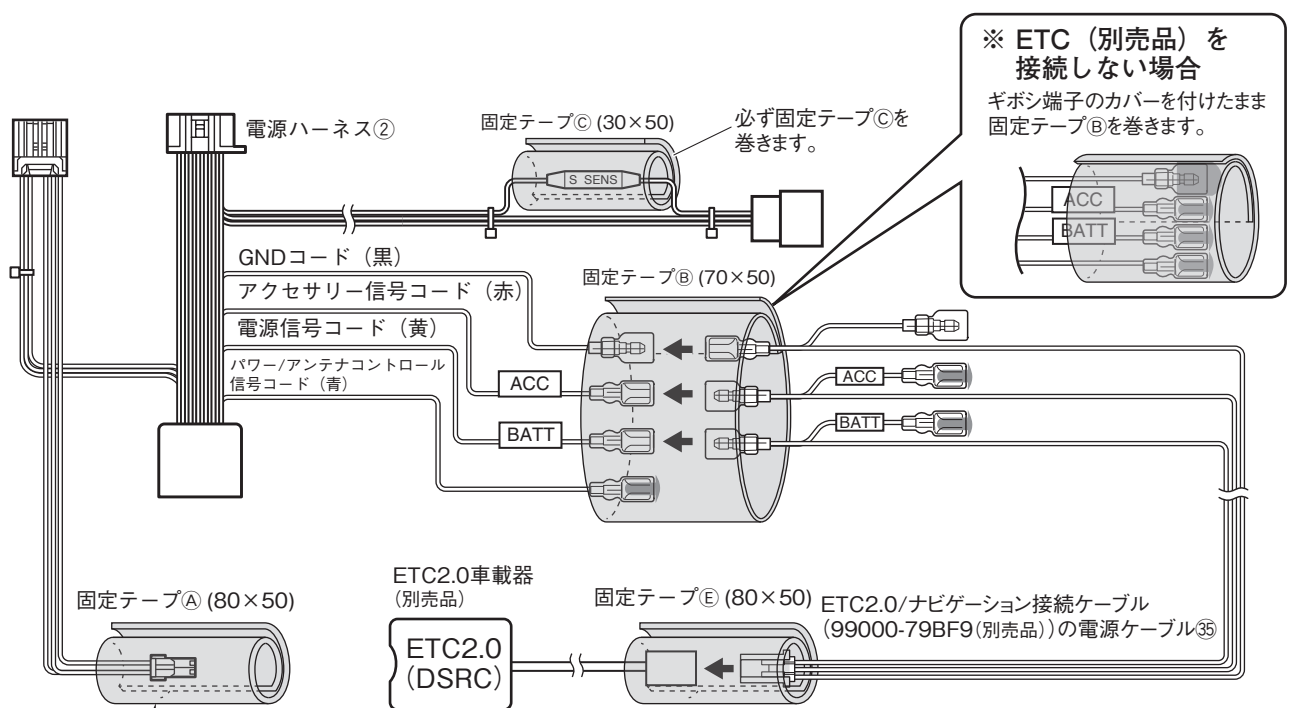 ※ ETC（別売品）を
接続しない場合
ギボシ端子のカバーを付けたまま
固定テープⒷを巻きます。
ACC
BATT
電源ハーネス②
固定テープⒸ (30×50)
必ず固定テープⒸを
巻きます。
S SENS
GNDコード（黒）
アクセサリー信号コード（赤）
電源信号コード（黄）
パワー/アンテナコントロール
信号コード（青）
固定テープⒷ (70×50)
ACC
BATT
ACC
BATT
固定テープⒶ (80×50)
ETC2.0車載器
（別売品）
ETC2.0
(DSRC)
固定テープⒺ (80×50)
ETC2.0/ナビゲーション接続ケーブル
（99000-79BF9（別売品））の電源ケーブル㉟